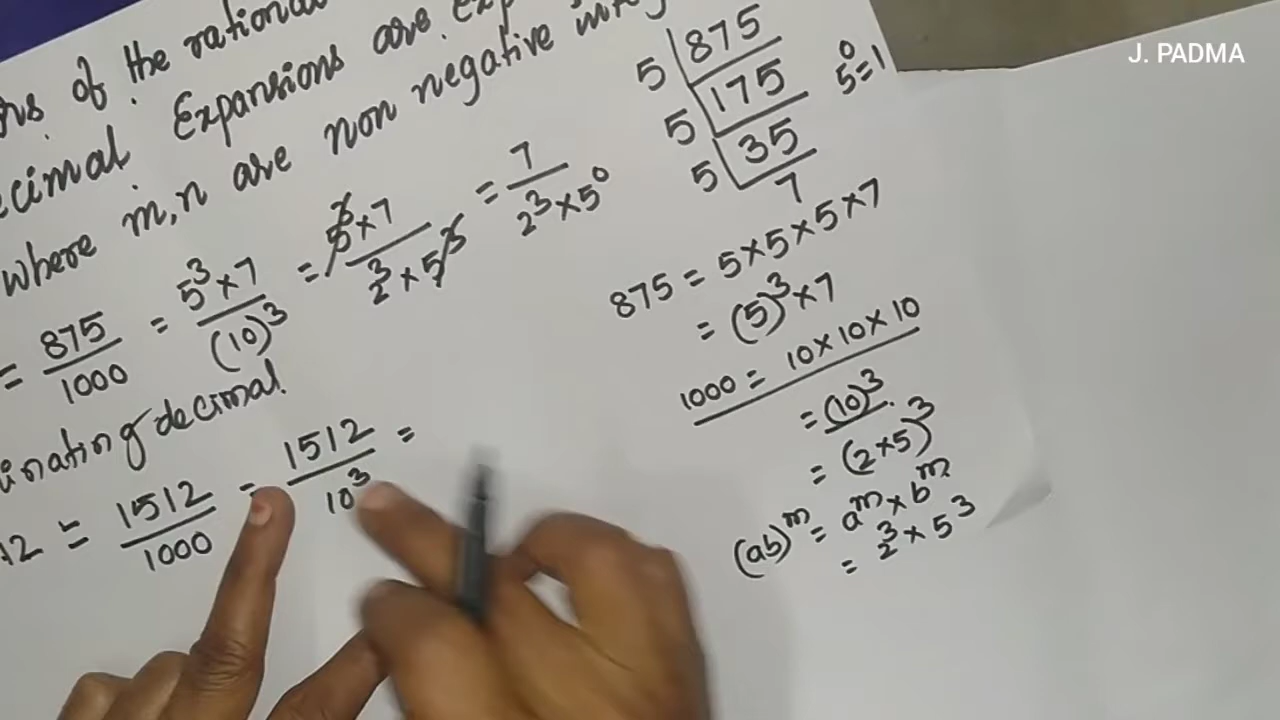 J. PADMA
of the rational
Expansions are
where m,n are non negative
= 875/1000 = 5³×7/(10)³ = 5³×7/2³×5³ = 7/2³×5⁰
decimal
= 1512/1000 = 1512/10³ =
5 | 875
5 | 175
5 | 35
7
5⁰=1
875 = 5×5×5×7
= (5)³×7
1000 = 10×10×10
= (10)³.
= (2×5)³
(ab)ᵐ = aᵐ×bᵐ
= 2³×5³